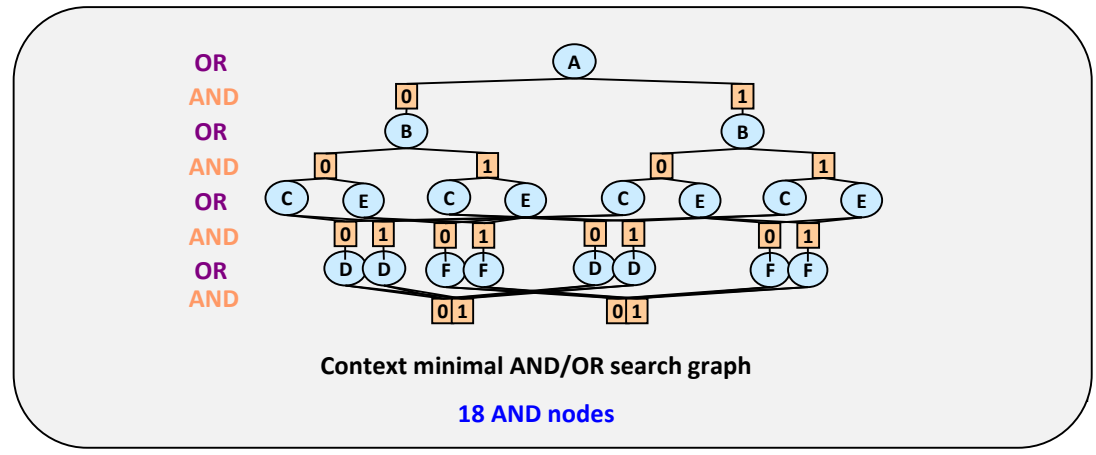 OR A
AND 0 1
OR B B
AND 0 1 0 1
OR C E C E C E C E
AND 0 1 0 1 0 1 0 1
OR D D F F D D F F
AND 0 1 0 1
Context minimal AND/OR search graph
18 AND nodes